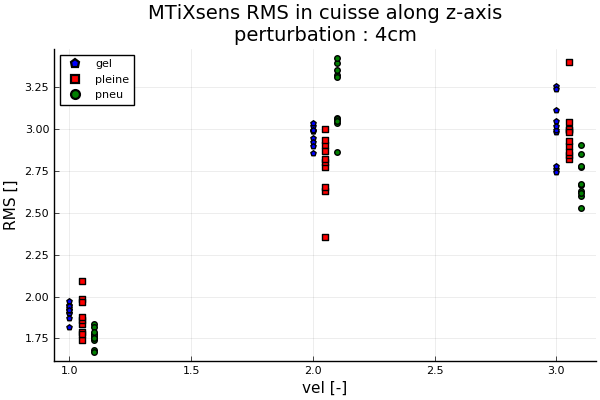 MTiXsens RMS in cuisse along z-axis
perturbation : 4cm
gel
pleine
pneu
3.25
3.00
2.75
2.50
2.25
2.00
1.75
RMS []
1.0
1.5
2.0
2.5
3.0
vel [-]